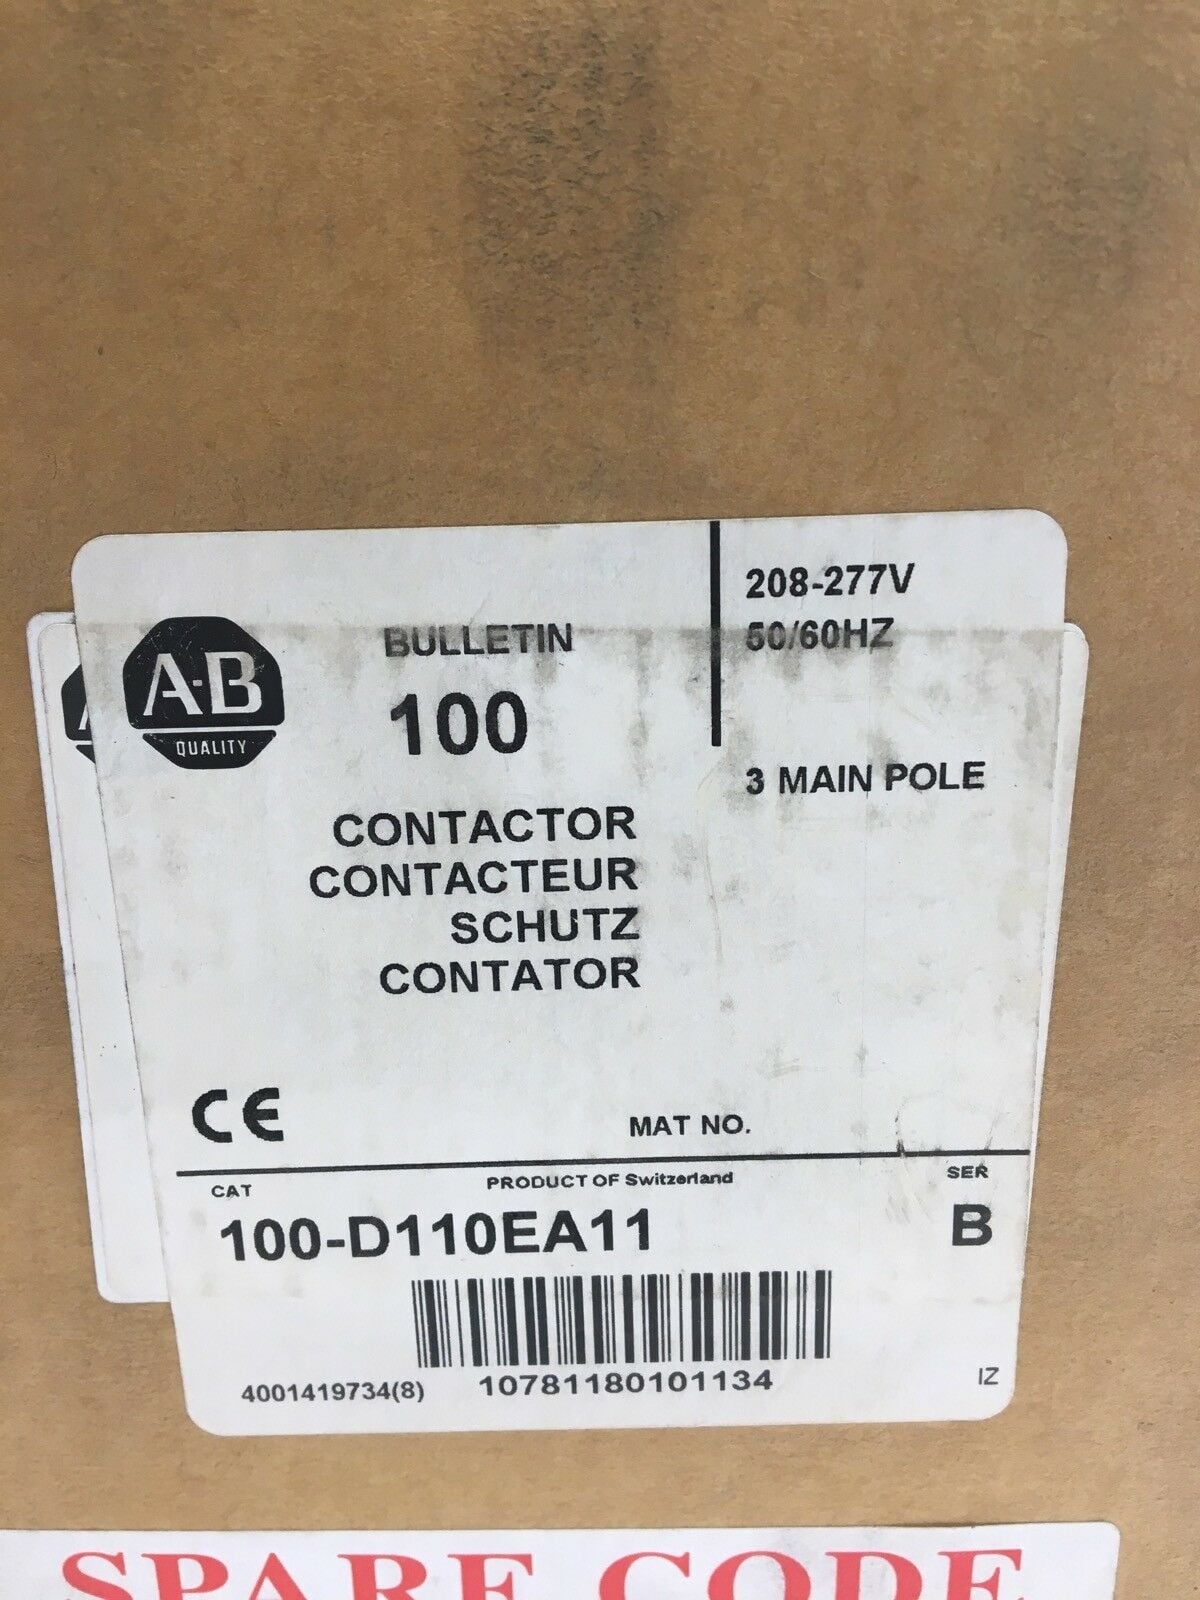 A-B
QUALITY
BULLETIN
100
208-277V
50/60HZ
3 MAIN POLE
CONTACTOR
CONTACTEUR
SCHUTZ
CONTATOR
CE
MAT NO.
CAT
PRODUCT OF Switzerland
SER
100-D110EA11
B
4001419734(8)
10781180101134
IZ
SPARE CODE